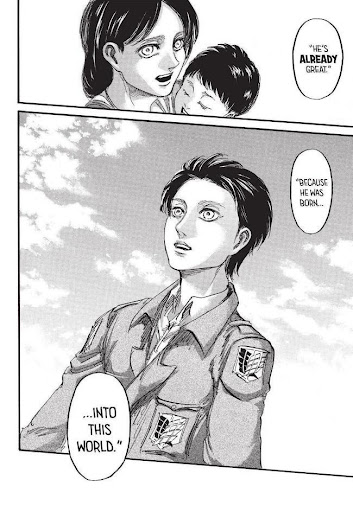 "HE'S
ALREADY
GREAT."
"BECAUSE
HE WAS
BORN...
...INTO
THIS
WORLD."